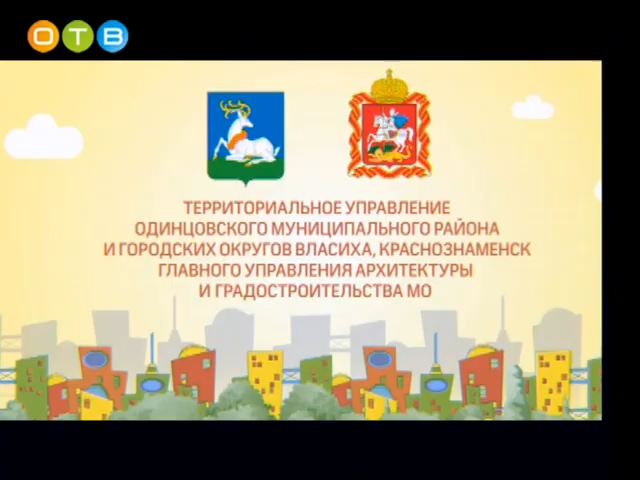 ОТВ
ТЕРРИТОРИАЛЬНОЕ УПРАВЛЕНИЕ
ОДИНЦОВСКОГО МУНИЦИПАЛЬНОГО РАЙОНА
И ГОРОДСКИХ ОКРУГОВ ВЛАСИХА, КРАСНОЗНАМЕНСК
ГЛАВНОГО УПРАВЛЕНИЯ АРХИТЕКТУРЫ
И ГРАДОСТРОИТЕЛЬСТВА МО